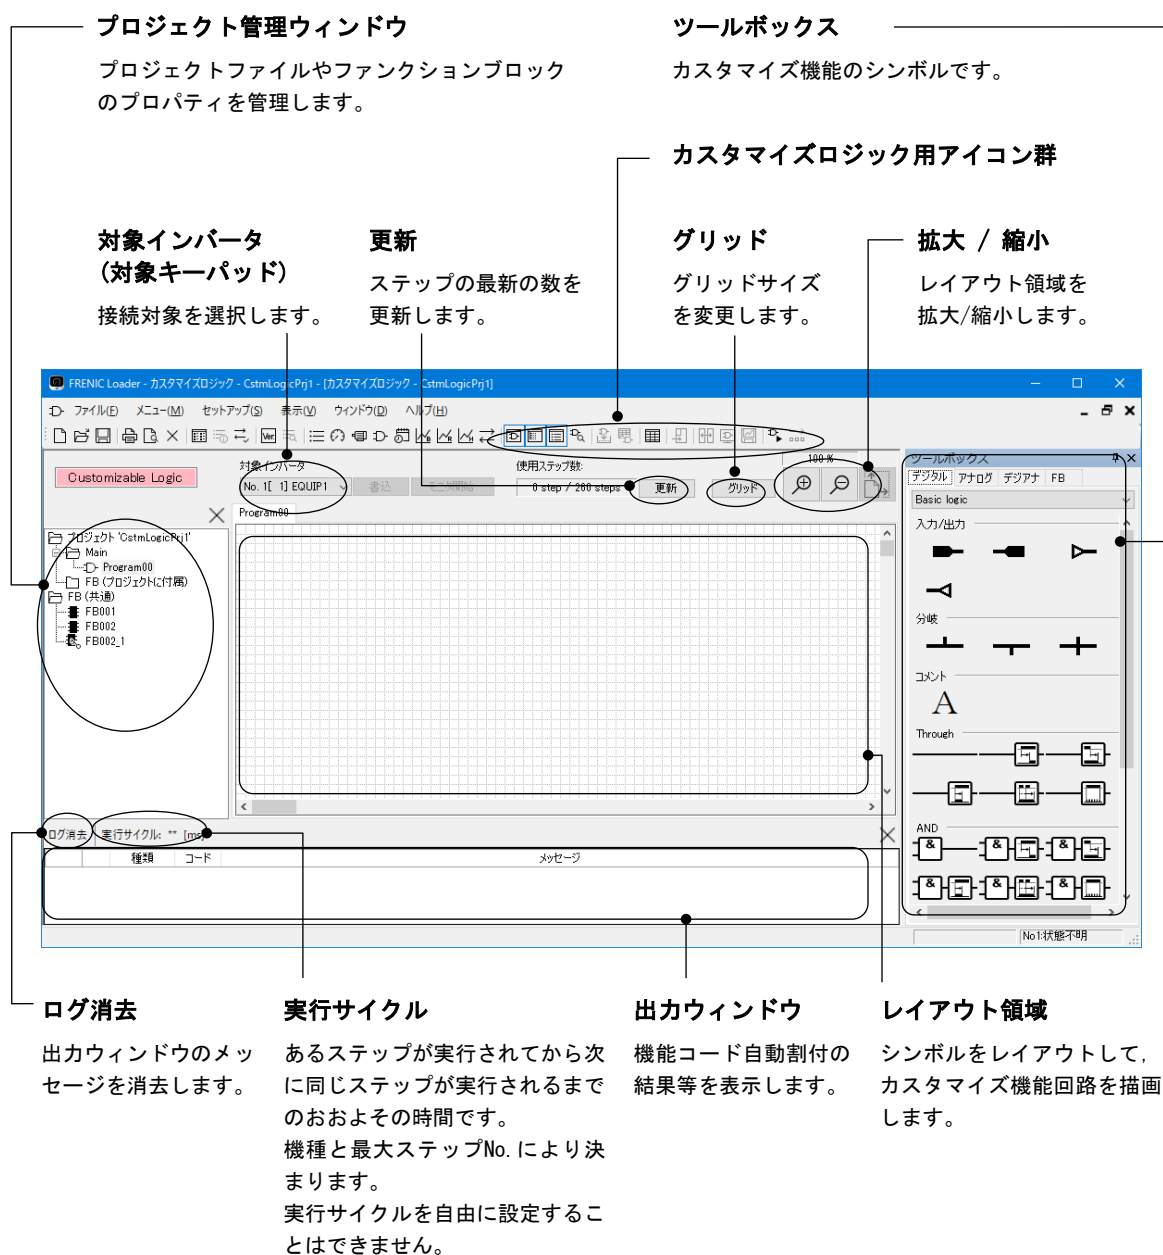 プロジェクト管理ウィンドウ
プロジェクトファイルやファンクションブロック
のプロパティを管理します。
ツールボックス
カスタマイズ機能のシンボルです。
カスタマイズロジック用アイコン群
対象インバータ
(対象キーパッド)
接続対象を選択します。
更新
ステップの最新の数を
更新します。
グリッド
グリッドサイズ
を変更します。
拡大 / 縮小
レイアウト領域を
拡大/縮小します。
FRENIC Loader - カスタマイズロジック - CstmLogicPrj1 - [カスタマイズロジック - CstmLogicPrj1]
ファイル(F) メニュー(M) セットアップ(S) 表示(V) ウィンドウ(D) ヘルプ(H)
Ver.
Customizable Logic
対象インバータ
No. 1[ 1] EQUIP1
書込
モニタ開始
使用ステップ数:
0 step / 260 steps
更新
グリッド
100 %
Program00
プロジェクト 'CstmLogicPrj1'
Main
Program00
FB (プロジェクトに付属)
FB (共通)
FB001
FB002
FB002_1
ツールボックス
デジタル アナログ デジアナ FB
Basic logic
入力/出力
分岐
コメント
A
Through
AND
& & &
& & &
ログ消去 実行サイクル: ** [ms]
種類 コード メッセージ
No1:状態不明
ログ消去
出力ウィンドウのメッ
セージを消去します。
実行サイクル
あるステップが実行されてから次
に同じステップが実行されるまで
のおおよその時間です。
機種と最大ステップNo.により決
まります。
実行サイクルを自由に設定するこ
とはできません。
出力ウィンドウ
機能コード自動割付の
結果等を表示します。
レイアウト領域
シンボルをレイアウトして,
カスタマイズ機能回路を描画
します。